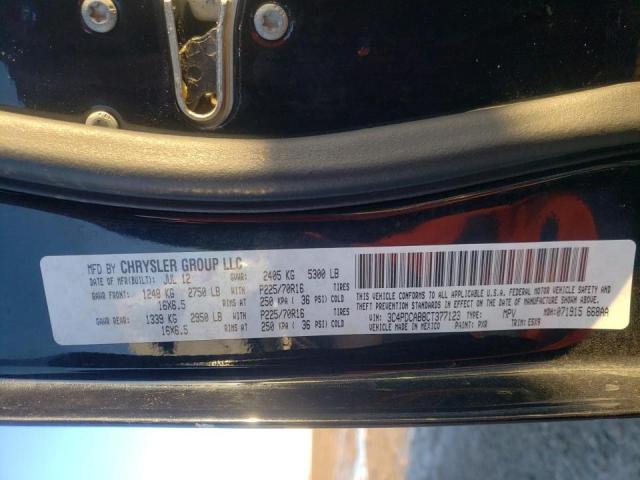 MFD BY CHRYSLER GROUP LLC
DATE OF MFR(BUILT): JUL 12 GVWR: 2405 KG 5300 LB
GAWR FRONT: 1248 KG 2750 LB WITH P225/70R16 TIRES
16X6.5 RIMS AT 250 KPA ( 36 PSI) COLD
GAWR REAR: 1339 KG 2950 LB WITH P225/70R16 TIRES
16X6.5 RIMS AT 250 KPA ( 36 PSI) COLD
THIS VEHICLE CONFORMS TO ALL APPLICABLE U.S.A. FEDERAL MOTOR VEHICLE SAFETY AND
THEFT PREVENTION STANDARDS IN EFFECT ON THE DATE OF MANUFACTURE SHOWN ABOVE.
VIN: 3C4PDCAB8CT377123 TYPE: MPV MDH: 071915 668AA
VEHICLE MADE IN MEXICO PAINT: PXR TRIM: E5X9